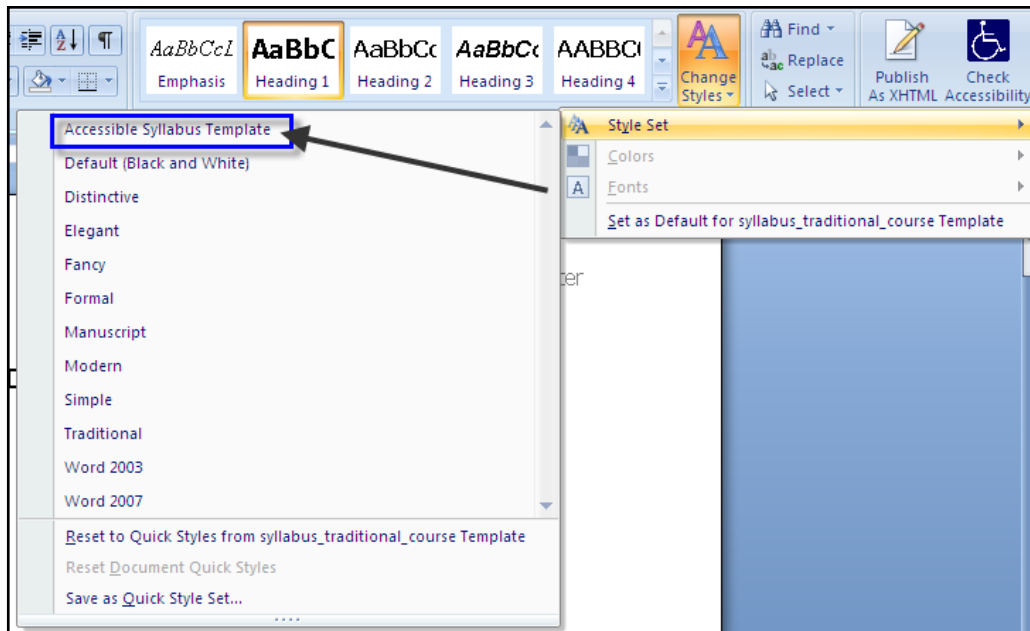 AaBbCcI AaBbC AaBbCc AaBbCc AABBC
Emphasis Heading 1 Heading 2 Heading 3 Heading 4
Change
Styles
Find
Replace
Select
Publish
As XHTML
Check
Accessibility
Style Set
Colors
Fonts
Set as Default for syllabus_traditional_course Template
Accessible Syllabus Template
Default (Black and White)
Distinctive
Elegant
Fancy
Formal
Manuscript
Modern
Simple
Traditional
Word 2003
Word 2007
Reset to Quick Styles from syllabus_traditional_course Template
Reset Document Quick Styles
Save as Quick Style Set...